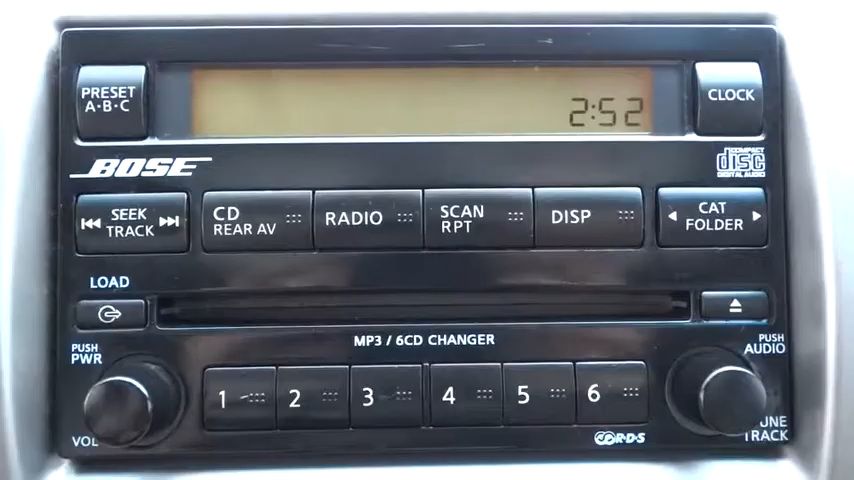 PRESET
A·B·C
2:52
CLOCK
BOSE
COMPACT
disc
DIGITAL AUDIO
SEEK
TRACK
CD
REAR AV
RADIO
SCAN
RPT
DISP
CAT
FOLDER
LOAD
MP3 / 6CD CHANGER
PUSH
PWR
PUSH
AUDIO
1 2 3 4 5 6
VOL
R·D·S
TUNE
TRACK